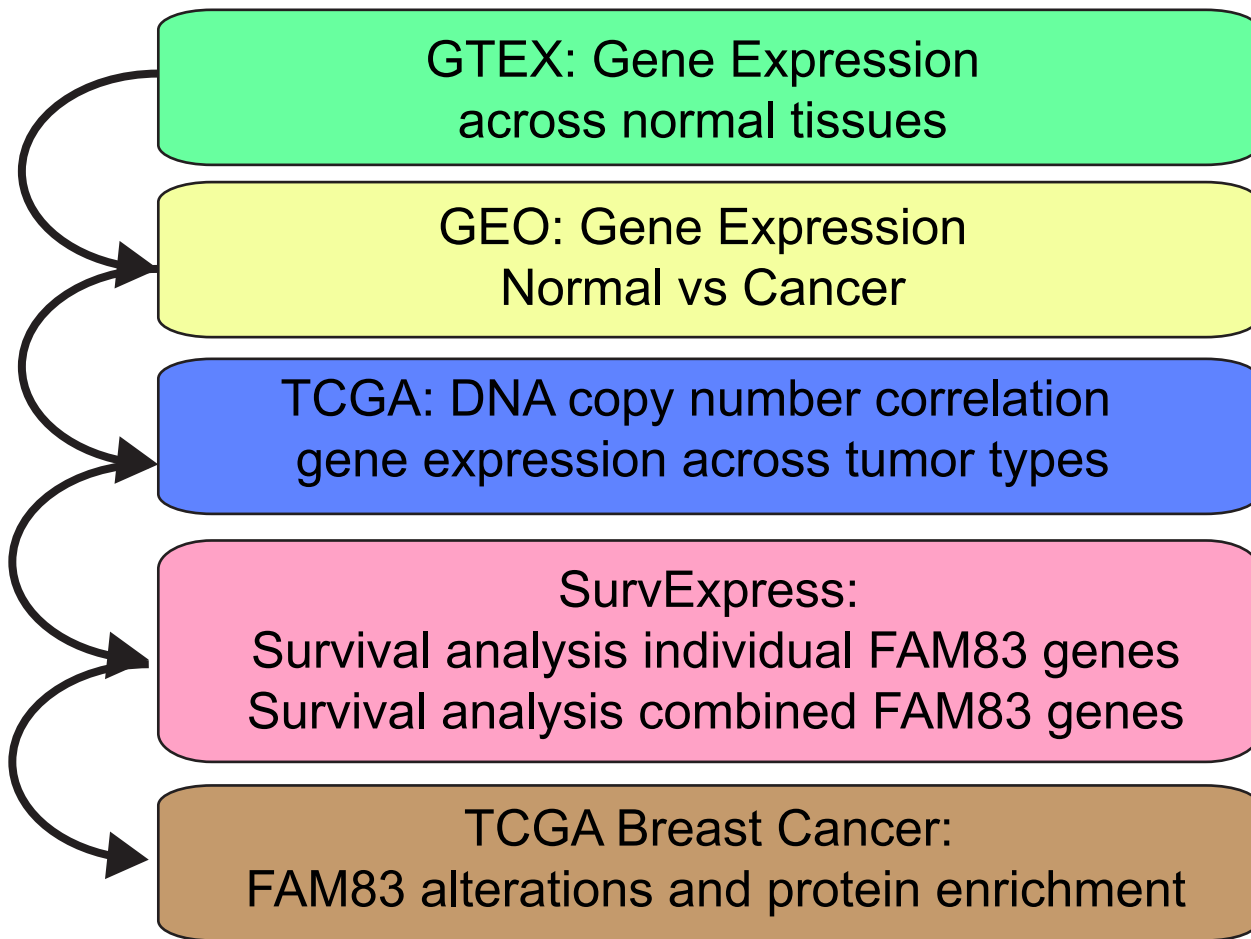 GTEX: Gene Expression
across normal tissues
GEO: Gene Expression
Normal vs Cancer
TCGA: DNA copy number correlation
gene expression across tumor types
SurvExpress:
Survival analysis individual FAM83 genes
Survival analysis combined FAM83 genes
TCGA Breast Cancer:
FAM83 alterations and protein enrichment